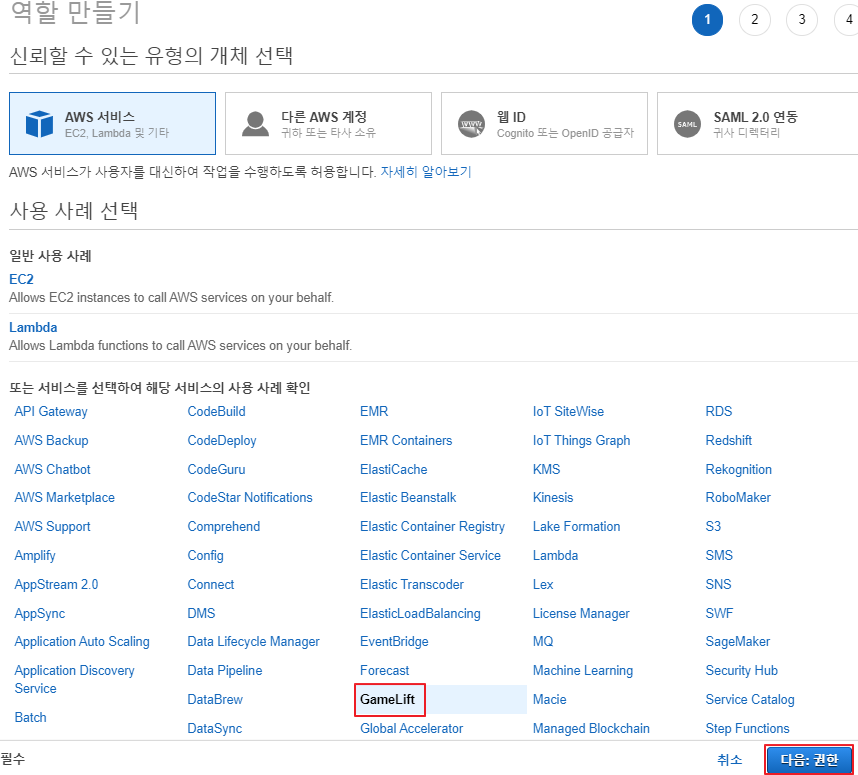 역할 만들기
1 2 3 4
신뢰할 수 있는 유형의 개체 선택
AWS 서비스
EC2, Lambda 및 기타
다른 AWS 계정
귀하 또는 타사 소유
www
웹 ID
Cognito 또는 OpenID 공급자
SAML
SAML 2.0 연동
귀사 디렉터리
AWS 서비스가 사용자를 대신하여 작업을 수행하도록 허용합니다. 자세히 알아보기
사용 사례 선택
일반 사용 사례
EC2
Allows EC2 instances to call AWS services on your behalf.
Lambda
Allows Lambda functions to call AWS services on your behalf.
또는 서비스를 선택하여 해당 서비스의 사용 사례 확인
API Gateway CodeBuild EMR IoT SiteWise RDS
AWS Backup CodeDeploy EMR Containers IoT Things Graph Redshift
AWS Chatbot CodeGuru ElastiCache KMS Rekognition
AWS Marketplace CodeStar Notifications Elastic Beanstalk Kinesis RoboMaker
AWS Support Comprehend Elastic Container Registry Lake Formation S3
Amplify Config Elastic Container Service Lambda SMS
AppStream 2.0 Connect Elastic Transcoder Lex SNS
AppSync DMS ElasticLoadBalancing License Manager SWF
Application Auto Scaling Data Lifecycle Manager EventBridge MQ SageMaker
Application Discovery Data Pipeline Forecast Machine Learning Security Hub
Service
DataBrew GameLift Macie Service Catalog
Batch
DataSync Global Accelerator Managed Blockchain Step Functions
필수 취소 다음: 권한